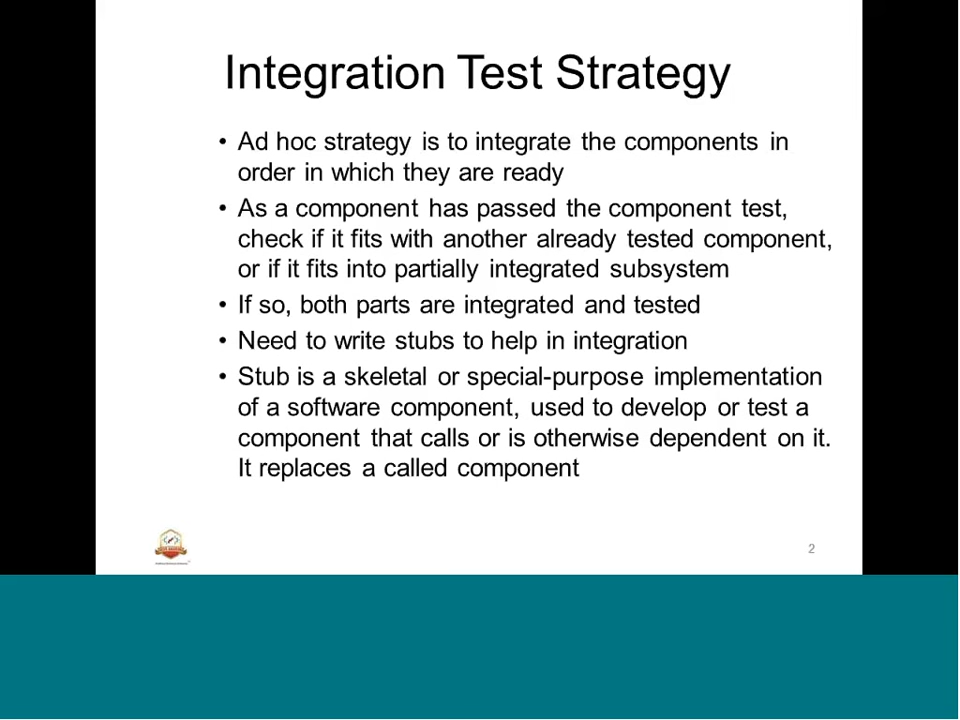 Integration Test Strategy
• Ad hoc strategy is to integrate the components in
order in which they are ready
• As a component has passed the component test,
check if it fits with another already tested component,
or if it fits into partially integrated subsystem
• If so, both parts are integrated and tested
• Need to write stubs to help in integration
• Stub is a skeletal or special-purpose implementation
of a software component, used to develop or test a
component that calls or is otherwise dependent on it.
It replaces a called component
2